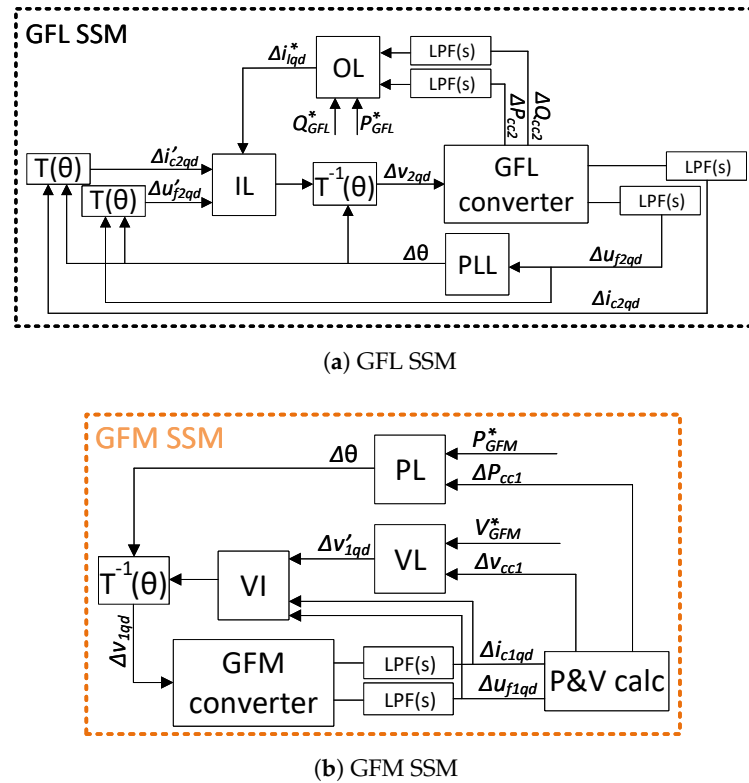 GFL SSM
Δi*lqd
OL
LPF(s)
LPF(s)
Q*GFL
P*GFL
ΔPcc2
ΔQcc2
T(θ)
Δi′c2qd
T(θ)
Δu′f2qd
IL
T⁻¹(θ)
Δv2qd
GFL
converter
LPF(s)
LPF(s)
Δθ
PLL
Δuf2qd
Δic2qd
(a) GFL SSM
GFM SSM
Δθ
PL
P*GFM
ΔPcc1
Δv′1qd
VL
V*GFM
Δvcc1
T⁻¹(θ)
VI
Δv1qd
GFM
converter
LPF(s)
LPF(s)
Δic1qd
Δuf1qd
P&V calc
(b) GFM SSM